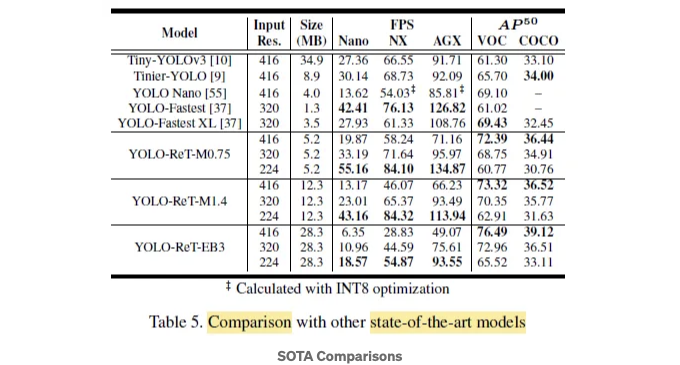 Model Input Size FPS AP50
Res. (MB) Nano NX AGX VOC COCO
Tiny-YOLOv3 [10] 416 34.9 27.36 66.55 91.71 61.30 33.10
Tinier-YOLO [9] 416 8.9 30.14 68.73 92.09 65.70 34.00
YOLO Nano [55] 416 4.0 13.62 54.03‡ 85.81‡ 69.10 –
YOLO-Fastest [37] 320 1.3 42.41 76.13 126.82 61.02 –
YOLO-Fastest XL [37] 320 3.5 27.93 61.33 108.76 69.43 32.45
416 5.2 19.87 58.24 71.16 72.39 36.44
YOLO-ReT-M0.75 320 5.2 33.19 71.64 95.97 68.75 34.91
224 5.2 55.16 84.10 134.87 60.77 30.76
416 12.3 13.17 46.07 66.23 73.32 36.52
YOLO-ReT-M1.4 320 12.3 23.01 65.37 93.49 70.35 35.77
224 12.3 43.16 84.32 113.94 62.91 31.63
416 28.3 6.35 28.83 49.07 76.49 39.12
YOLO-ReT-EB3 320 28.3 10.96 44.59 75.61 72.96 36.51
224 28.3 18.57 54.87 93.55 65.52 33.11
‡ Calculated with INT8 optimization
Table 5. Comparison with other state-of-the-art models
SOTA Comparisons